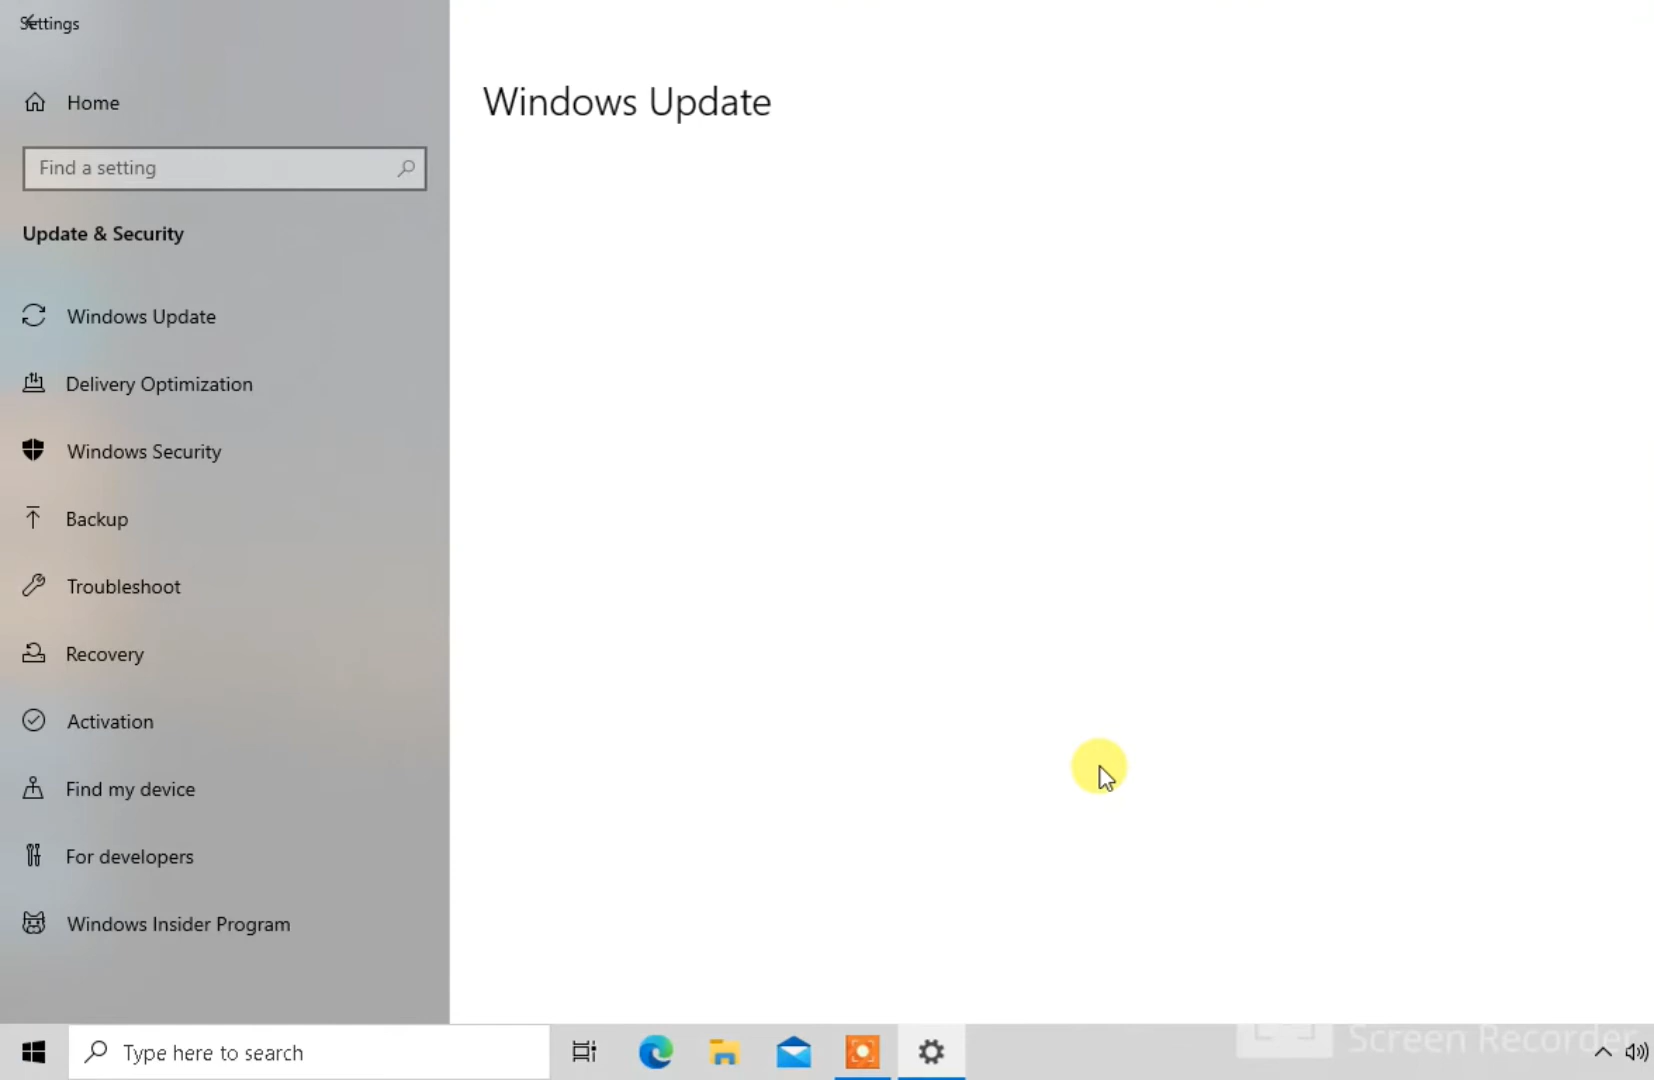 Settings
Home
Find a setting
Update & Security
Windows Update
Delivery Optimization
Windows Security
Backup
Troubleshoot
Recovery
Activation
Find my device
For developers
Windows Insider Program
Windows Update
Type here to search
Screen Recorder